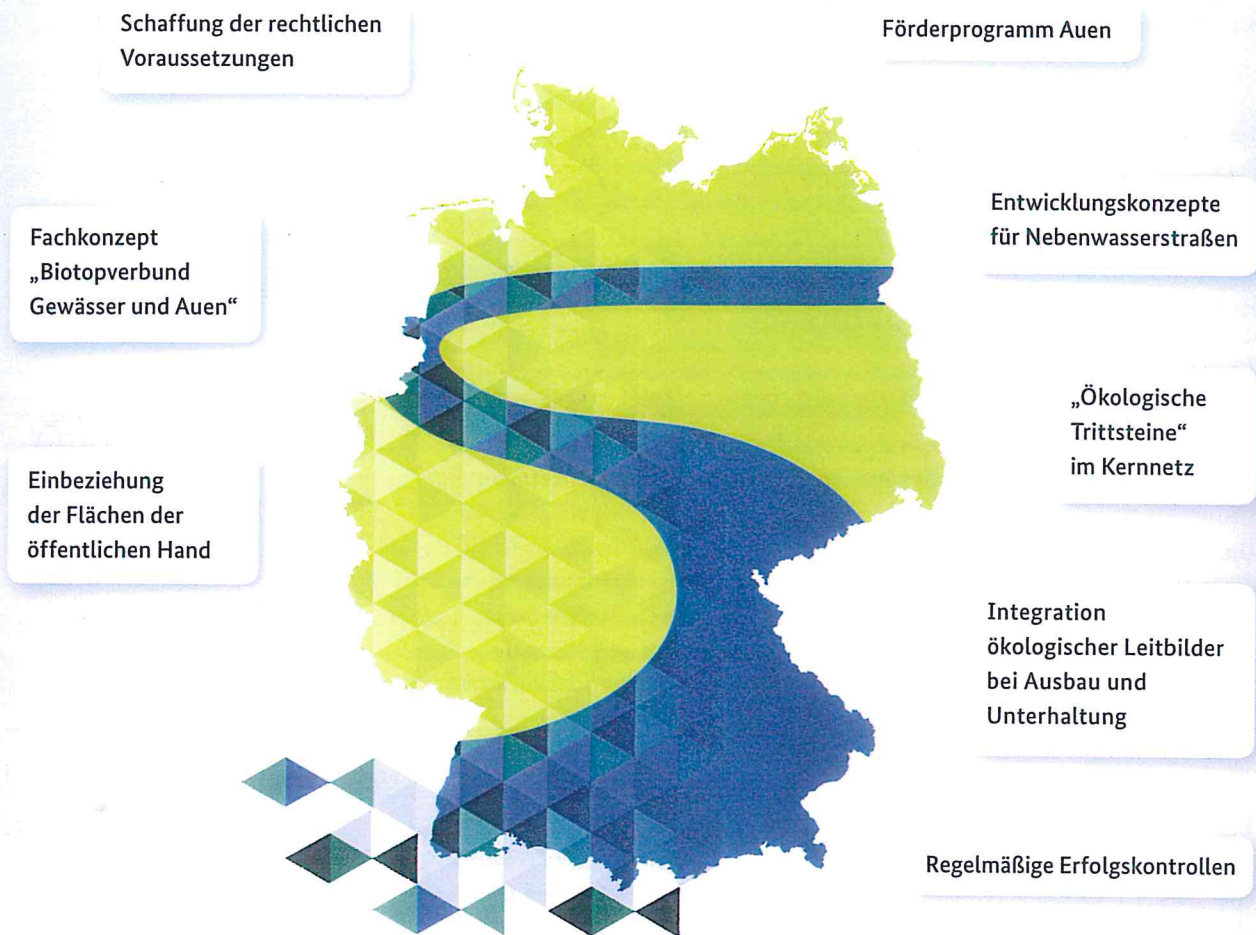 Schaffung der rechtlichen
Voraussetzungen
Förderprogramm Auen
Fachkonzept
„Biotopverbund
Gewässer und Auen“
Entwicklungskonzepte
für Nebenwasserstraßen
Einbeziehung
der Flächen der
öffentlichen Hand
„Ökologische
Trittsteine“
im Kernnetz
Integration
ökologischer Leitbilder
bei Ausbau und
Unterhaltung
Regelmäßige Erfolgskontrollen